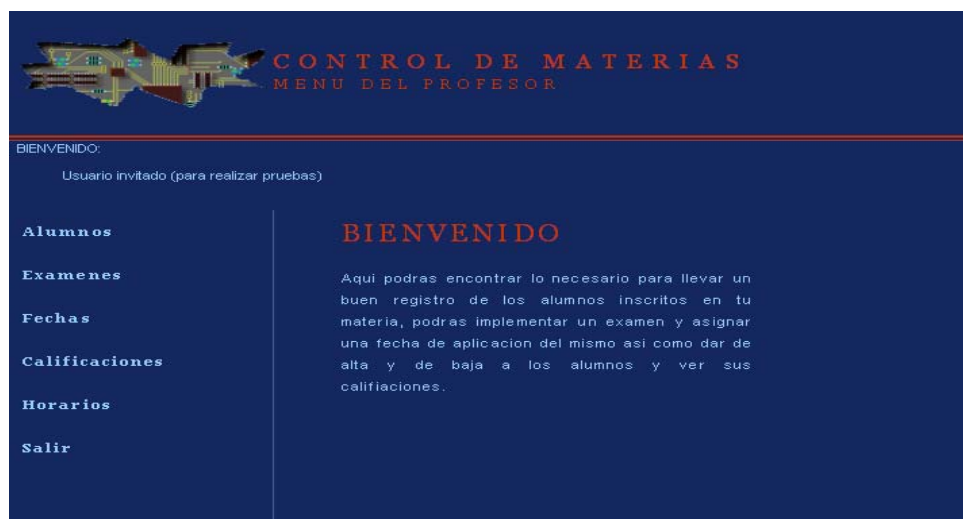 CONTROL DE MATERIAS
MENU DEL PROFESOR
BIENVENIDO:
Usuario invitado (para realizar pruebas)
Alumnos
Examenes
Fechas
Calificaciones
Horarios
Salir
BIENVENIDO
Aqui podras encontrar lo necesario para llevar un
buen registro de los alumnos inscritos en tu
materia, podras implementar un examen y asignar
una fecha de aplicacion del mismo asi como dar de
alta y de baja a los alumnos y ver sus
califiaciones.